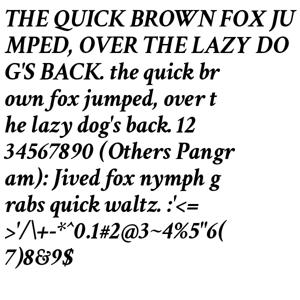 THE QUICK BROWN FOX JU
MPED, OVER THE LAZY DO
G'S BACK. the quick br
own fox jumped, over t
he lazy dog's back. 12
34567890 (Others Pangr
am): Jived fox nymph g
rabs quick waltz. :'<=
>'/\+-*^0.1#2@3~4%5"6(
7)8&9$